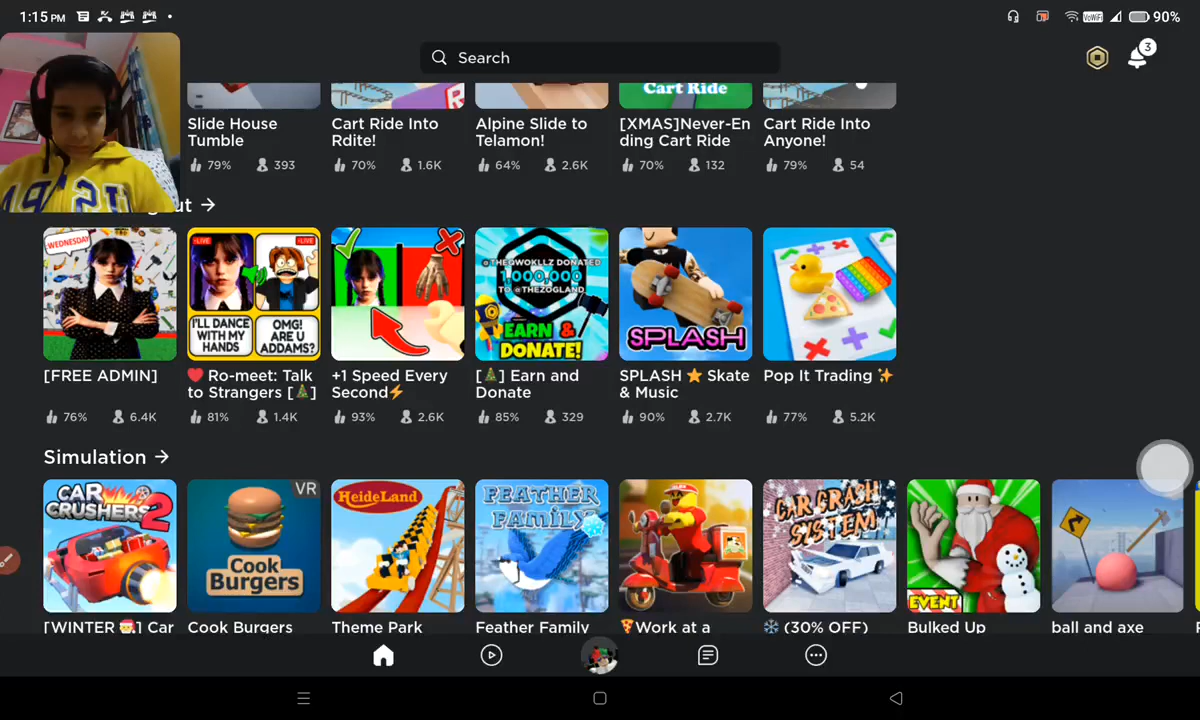 1:15 PM
VoWiFi
90%
Search
3
Cart Ride
Slide House
Tumble
79% 393
Cart Ride Into
Rdite!
70% 1.6K
Alpine Slide to
Telamon!
64% 2.6K
[XMAS]Never-En
ding Cart Ride
70% 132
Cart Ride Into
Anyone!
79% 54
ut →
WEDNESDAY
[FREE ADMIN]
76% 6.4K
LIVE LIVE
I'LL DANCE
WITH MY
HANDS
OMG!
ARE U
ADDAMS?
❤️ Ro-meet: Talk
to Strangers [🎄]
81% 1.4K
+1 Speed Every
Second⚡
93% 2.6K
@THEQWOKLLZ DONATED
1,000,000
TO @THEZOGLAND
EARN &
DONATE!
[🎄] Earn and
Donate
85% 329
SPLASH
SPLASH ⭐ Skate
& Music
90% 2.7K
Pop It Trading ✨
77% 5.2K
Simulation →
CAR
CRUSHERS 2
[WINTER 🎅] Car
VR
Cook
Burgers
Cook Burgers
HeideLand
Theme Park
FEATHER
FAMILY
Feather Family
🍕Work at a
CAR CRASH
SYSTEM
❄️ (30% OFF)
EVENT
Bulked Up
ball and axe